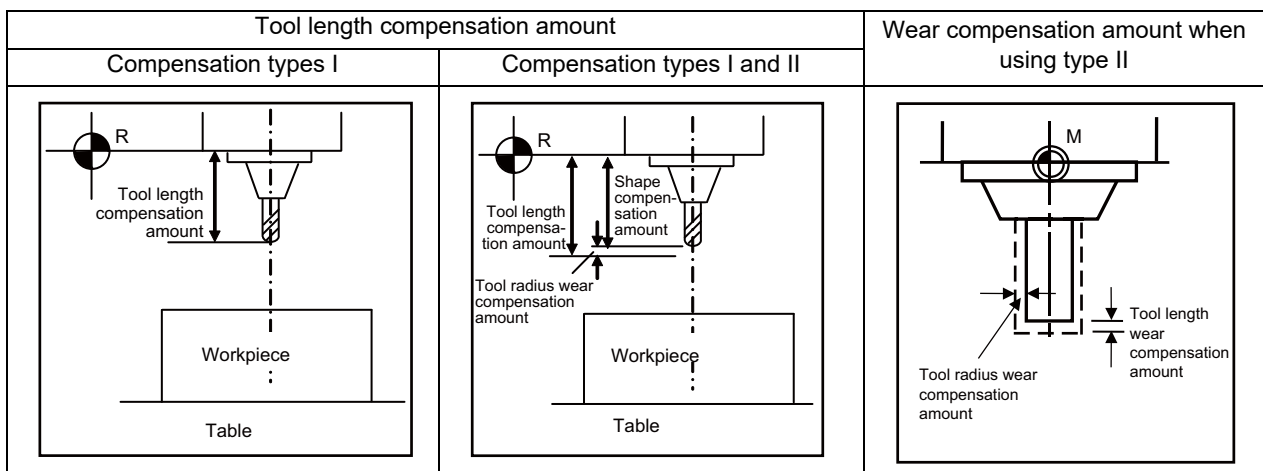 Tool length compensation amount
Wear compensation amount when
using type II
Compensation types I
Compensation types I and II
R
Tool length
compensation
amount
Workpiece
Table
R
Shape
compen-
sation
amount
Tool length
compensa-
tion amount
Tool radius wear
compensation
amount
Workpiece
Table
M
Tool length
wear
compensation
amount
Tool radius wear
compensation
amount